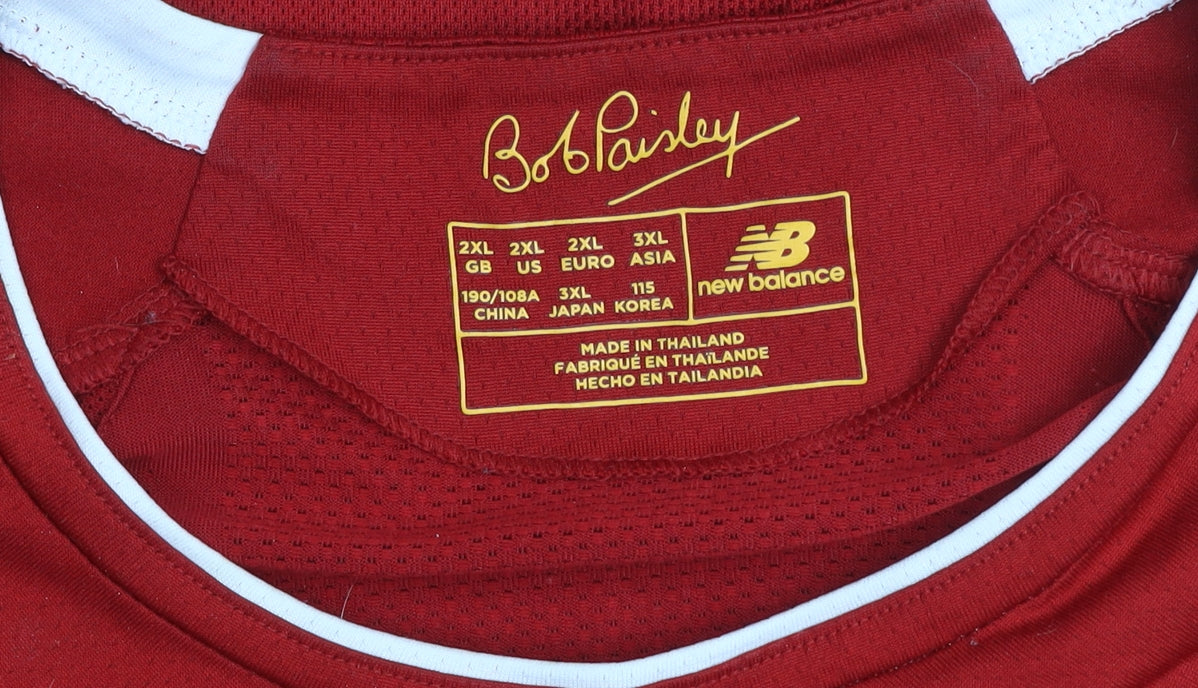 Bob Paisley
2XL 2XL 2XL 3XL
GB US EURO ASIA
190/108A 3XL 115
CHINA JAPAN KOREA
NB
new balance
MADE IN THAILAND
FABRIQUÉ EN THAÏLANDE
HECHO EN TAILANDIA